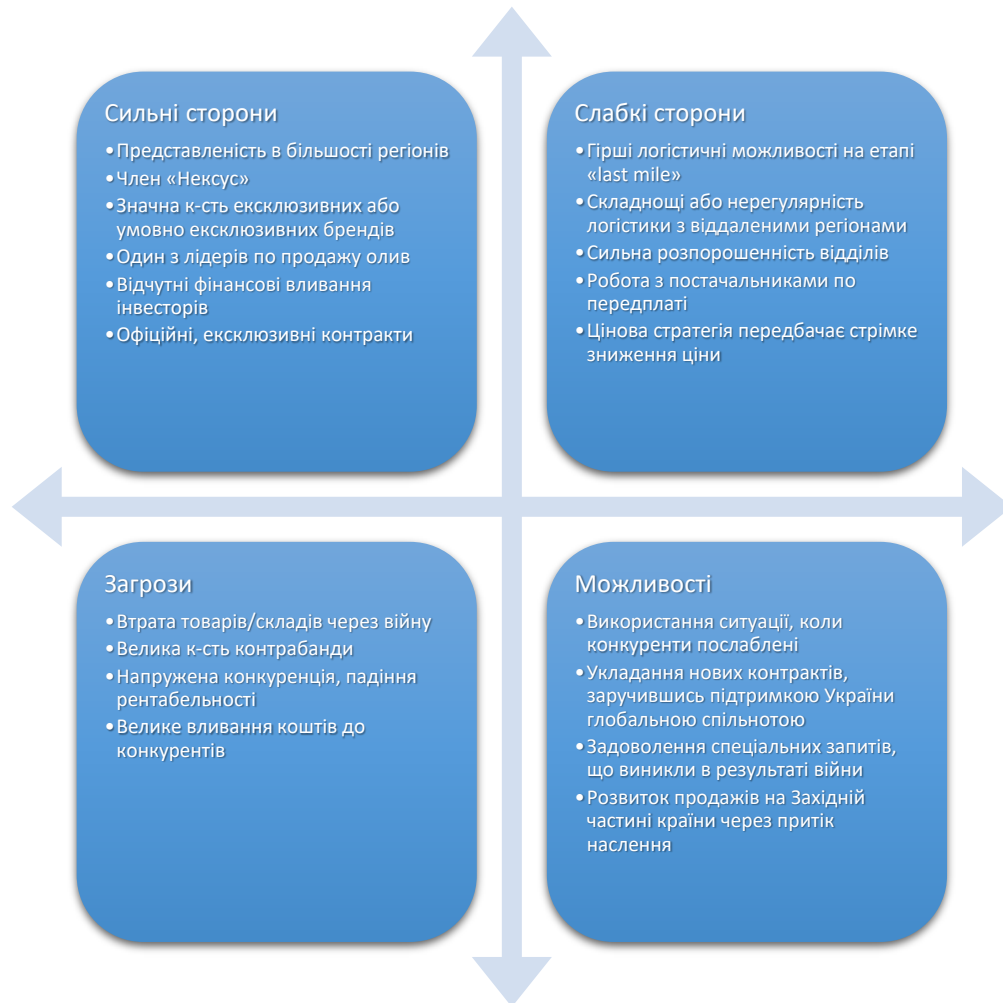 Сильні сторони
•Представленість в більшості регіонів
•Член «Нексус»
•Значна к-сть ексклюзивних або
умовно ексклюзивних брендів
•Один з лідерів по продажу олив
•Відчутні фінансові вливання
інвесторів
•Офіційні, ексклюзивні контракти
Слабкі сторони
•Гірші логістичні можливості на етапі
«last mile»
•Складнощі або нерегулярність
логістики з віддаленими регіонами
•Сильна розпорошенність відділів
•Робота з постачальниками по
передплаті
•Цінова стратегія передбачає стрімке
зниження ціни
Загрози
•Втрата товарів/складів через війну
•Велика к-сть контрабанди
•Напружена конкуренція, падіння
рентабельності
•Велике вливання коштів до
конкурентів
Можливості
•Використання ситуації, коли
конкуренти послаблені
•Укладання нових контрактів,
заручившись підтримкою України
глобальною спільнотою
•Задоволення спеціальних запитів,
що виникли в результаті війни
•Розвиток продажів на Західній
частині країни через притік
наслення